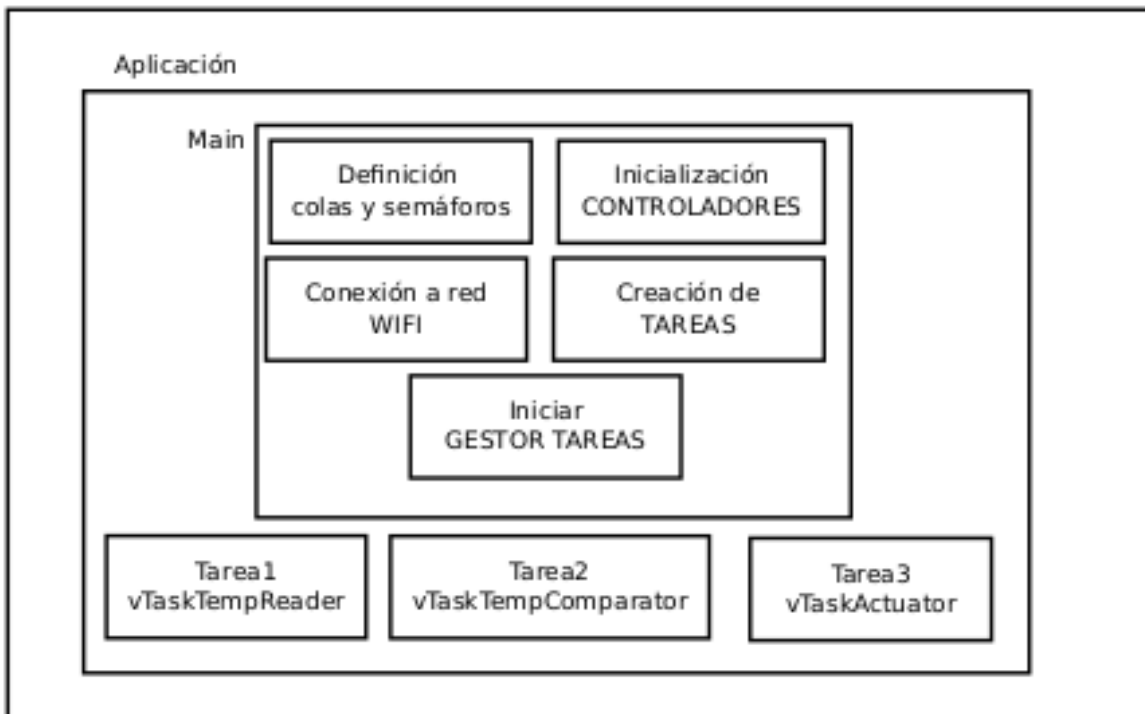 Aplicación
Main
Definición
colas y semáforos
Inicialización
CONTROLADORES
Conexión a red
WIFI
Creación de
TAREAS
Iniciar
GESTOR TAREAS
Tarea1
vTaskTempReader
Tarea2
vTaskTempComparator
Tarea3
vTaskActuator